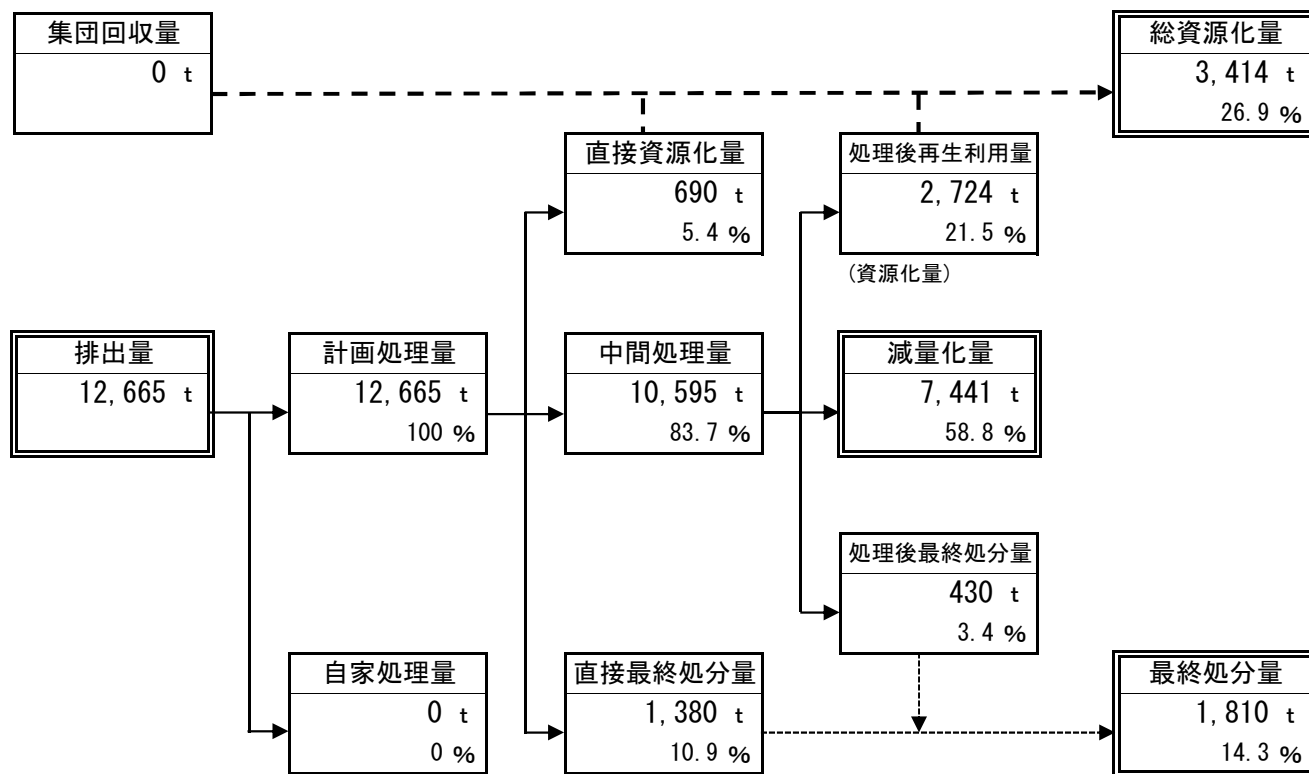 集団回収量
0 t
総資源化量
3,414 t
26.9 %
直接資源化量
690 t
5.4 %
処理後再生利用量
2,724 t
21.5 %
(資源化量)
排出量
12,665 t
計画処理量
12,665 t
100 %
中間処理量
10,595 t
83.7 %
減量化量
7,441 t
58.8 %
処理後最終処分量
430 t
3.4 %
自家処理量
0 t
0 %
直接最終処分量
1,380 t
10.9 %
最終処分量
1,810 t
14.3 %